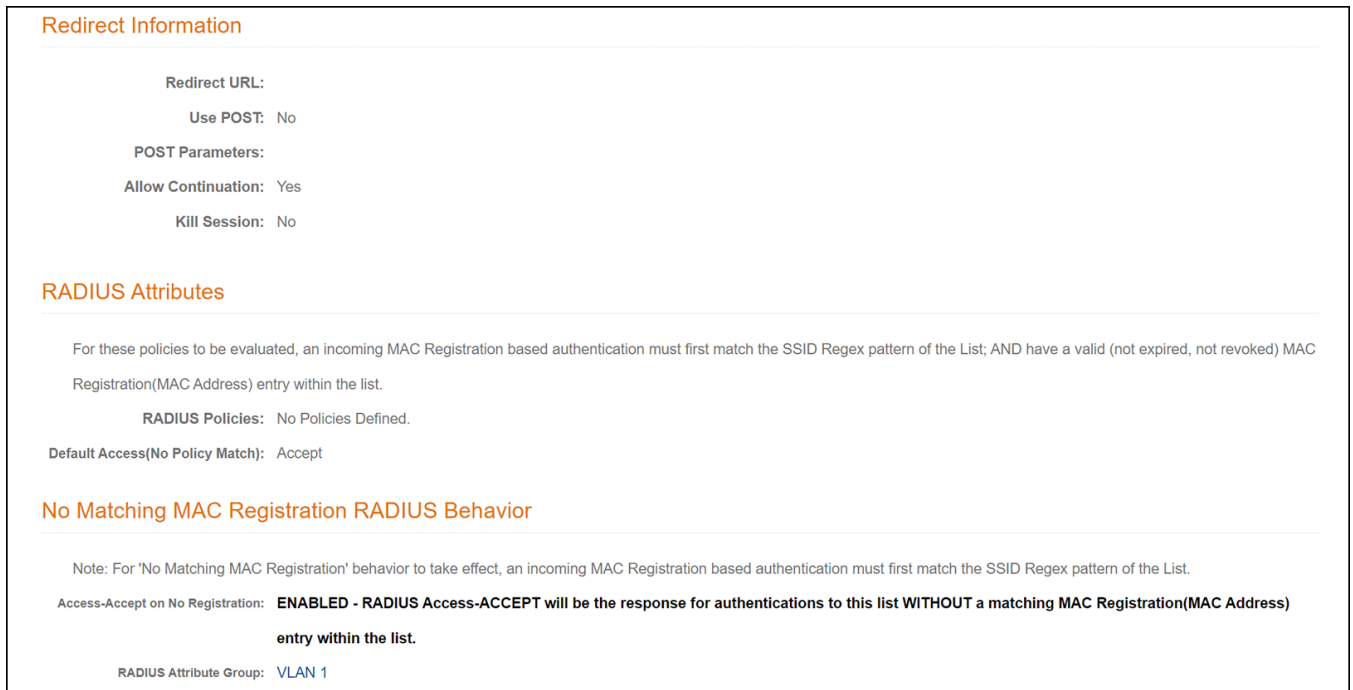 Redirect Information
Redirect URL:
Use POST: No
POST Parameters:
Allow Continuation: Yes
Kill Session: No
RADIUS Attributes
For these policies to be evaluated, an incoming MAC Registration based authentication must first match the SSID Regex pattern of the List; AND have a valid (not expired, not revoked) MAC
Registration(MAC Address) entry within the list.
RADIUS Policies: No Policies Defined.
Default Access(No Policy Match): Accept
No Matching MAC Registration RADIUS Behavior
Note: For 'No Matching MAC Registration' behavior to take effect, an incoming MAC Registration based authentication must first match the SSID Regex pattern of the List.
Access-Accept on No Registration: ENABLED - RADIUS Access-ACCEPT will be the response for authentications to this list WITHOUT a matching MAC Registration(MAC Address)
entry within the list.
RADIUS Attribute Group: VLAN 1